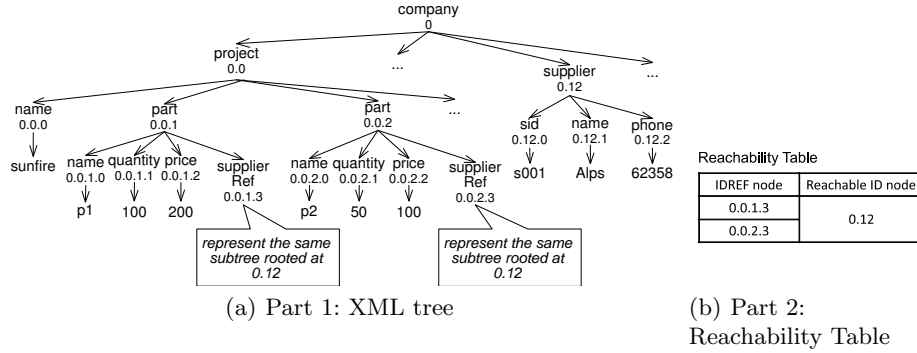 company
0
project
0.0
...
supplier
0.12
...
name
0.0.0
part
0.0.1
part
0.0.2
...
sid
0.12.0
name
0.12.1
phone
0.12.2
sunfire
name
0.0.1.0
quantity
0.0.1.1
price
0.0.1.2
supplier
Ref
0.0.1.3
name
0.0.2.0
quantity
0.0.2.1
price
0.0.2.2
supplier
Ref
0.0.2.3
s001
Alps
62358
p1
100
200
p2
50
100
represent the same
subtree rooted at
0.12
represent the same
subtree rooted at
0.12
Reachability Table
IDREF node
Reachable ID node
0.0.1.3
0.12
0.0.2.3
(a) Part 1: XML tree
(b) Part 2:
Reachability Table